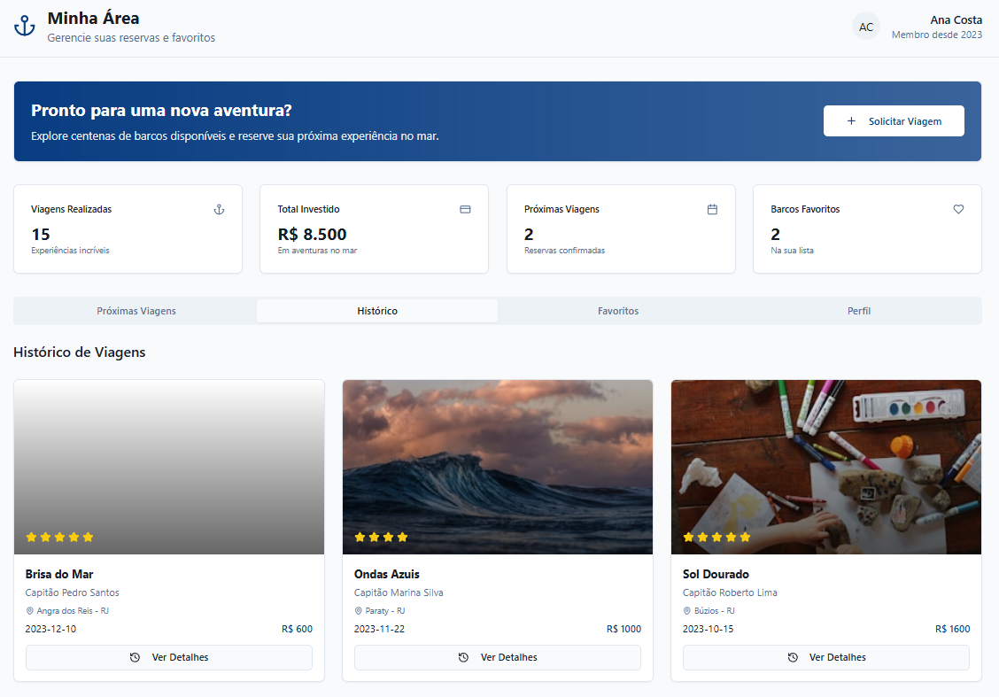 Minha Área
Gerencie suas reservas e favoritos
AC
Ana Costa
Membro desde 2023
Pronto para uma nova aventura?
Explore centenas de barcos disponíveis e reserve sua próxima experiência no mar.
+ Solicitar Viagem
Viagens Realizadas
15
Experiências incríveis
Total Investido
R$ 8.500
Em aventuras no mar
Próximas Viagens
2
Reservas confirmadas
Barcos Favoritos
2
Na sua lista
Próximas Viagens
Histórico
Favoritos
Perfil
Histórico de Viagens
Brisa do Mar
Capitão Pedro Santos
Angra dos Reis - RJ
2023-12-10
R$ 600
Ver Detalhes
Ondas Azuis
Capitão Marina Silva
Paraty - RJ
2023-11-22
R$ 1000
Ver Detalhes
Sol Dourado
Capitão Roberto Lima
Búzios - RJ
2023-10-15
R$ 1600
Ver Detalhes